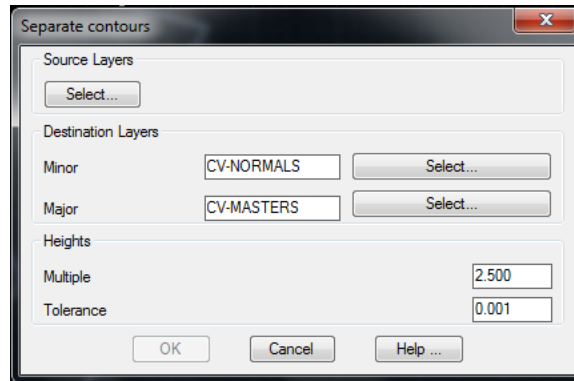 Separate contours
Source Layers
Select...
Destination Layers
Minor CV-NORMALS Select...
Major CV-MASTERS Select...
Heights
Multiple 2.500
Tolerance 0.001
OK Cancel Help ...